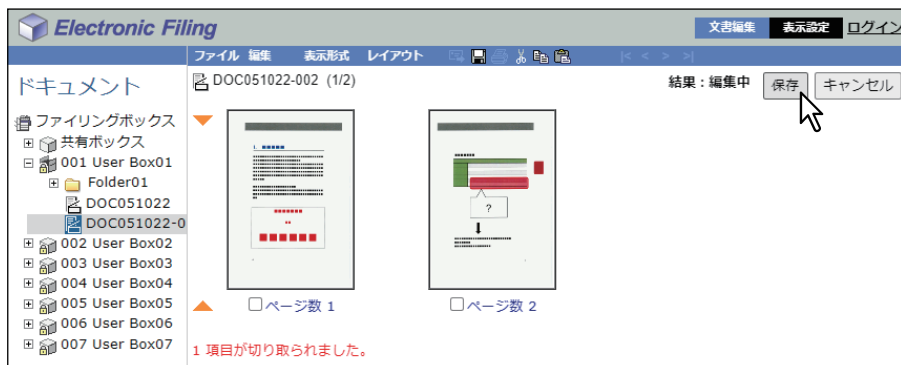 Electronic Filing
文書編集 表示設定 ログイン
ファイル 編集 表示形式 レイアウト |< < > >|
ドキュメント
DOC051022-002 (1/2)
結果：編集中 保存 キャンセル
ファイリングボックス
共有ボックス
001 User Box01
Folder01
DOC051022
DOC051022-0
002 User Box02
003 User Box03
004 User Box04
005 User Box05
006 User Box06
007 User Box07
1.
?
ページ数 1
ページ数 2
1 項目が切り取られました。